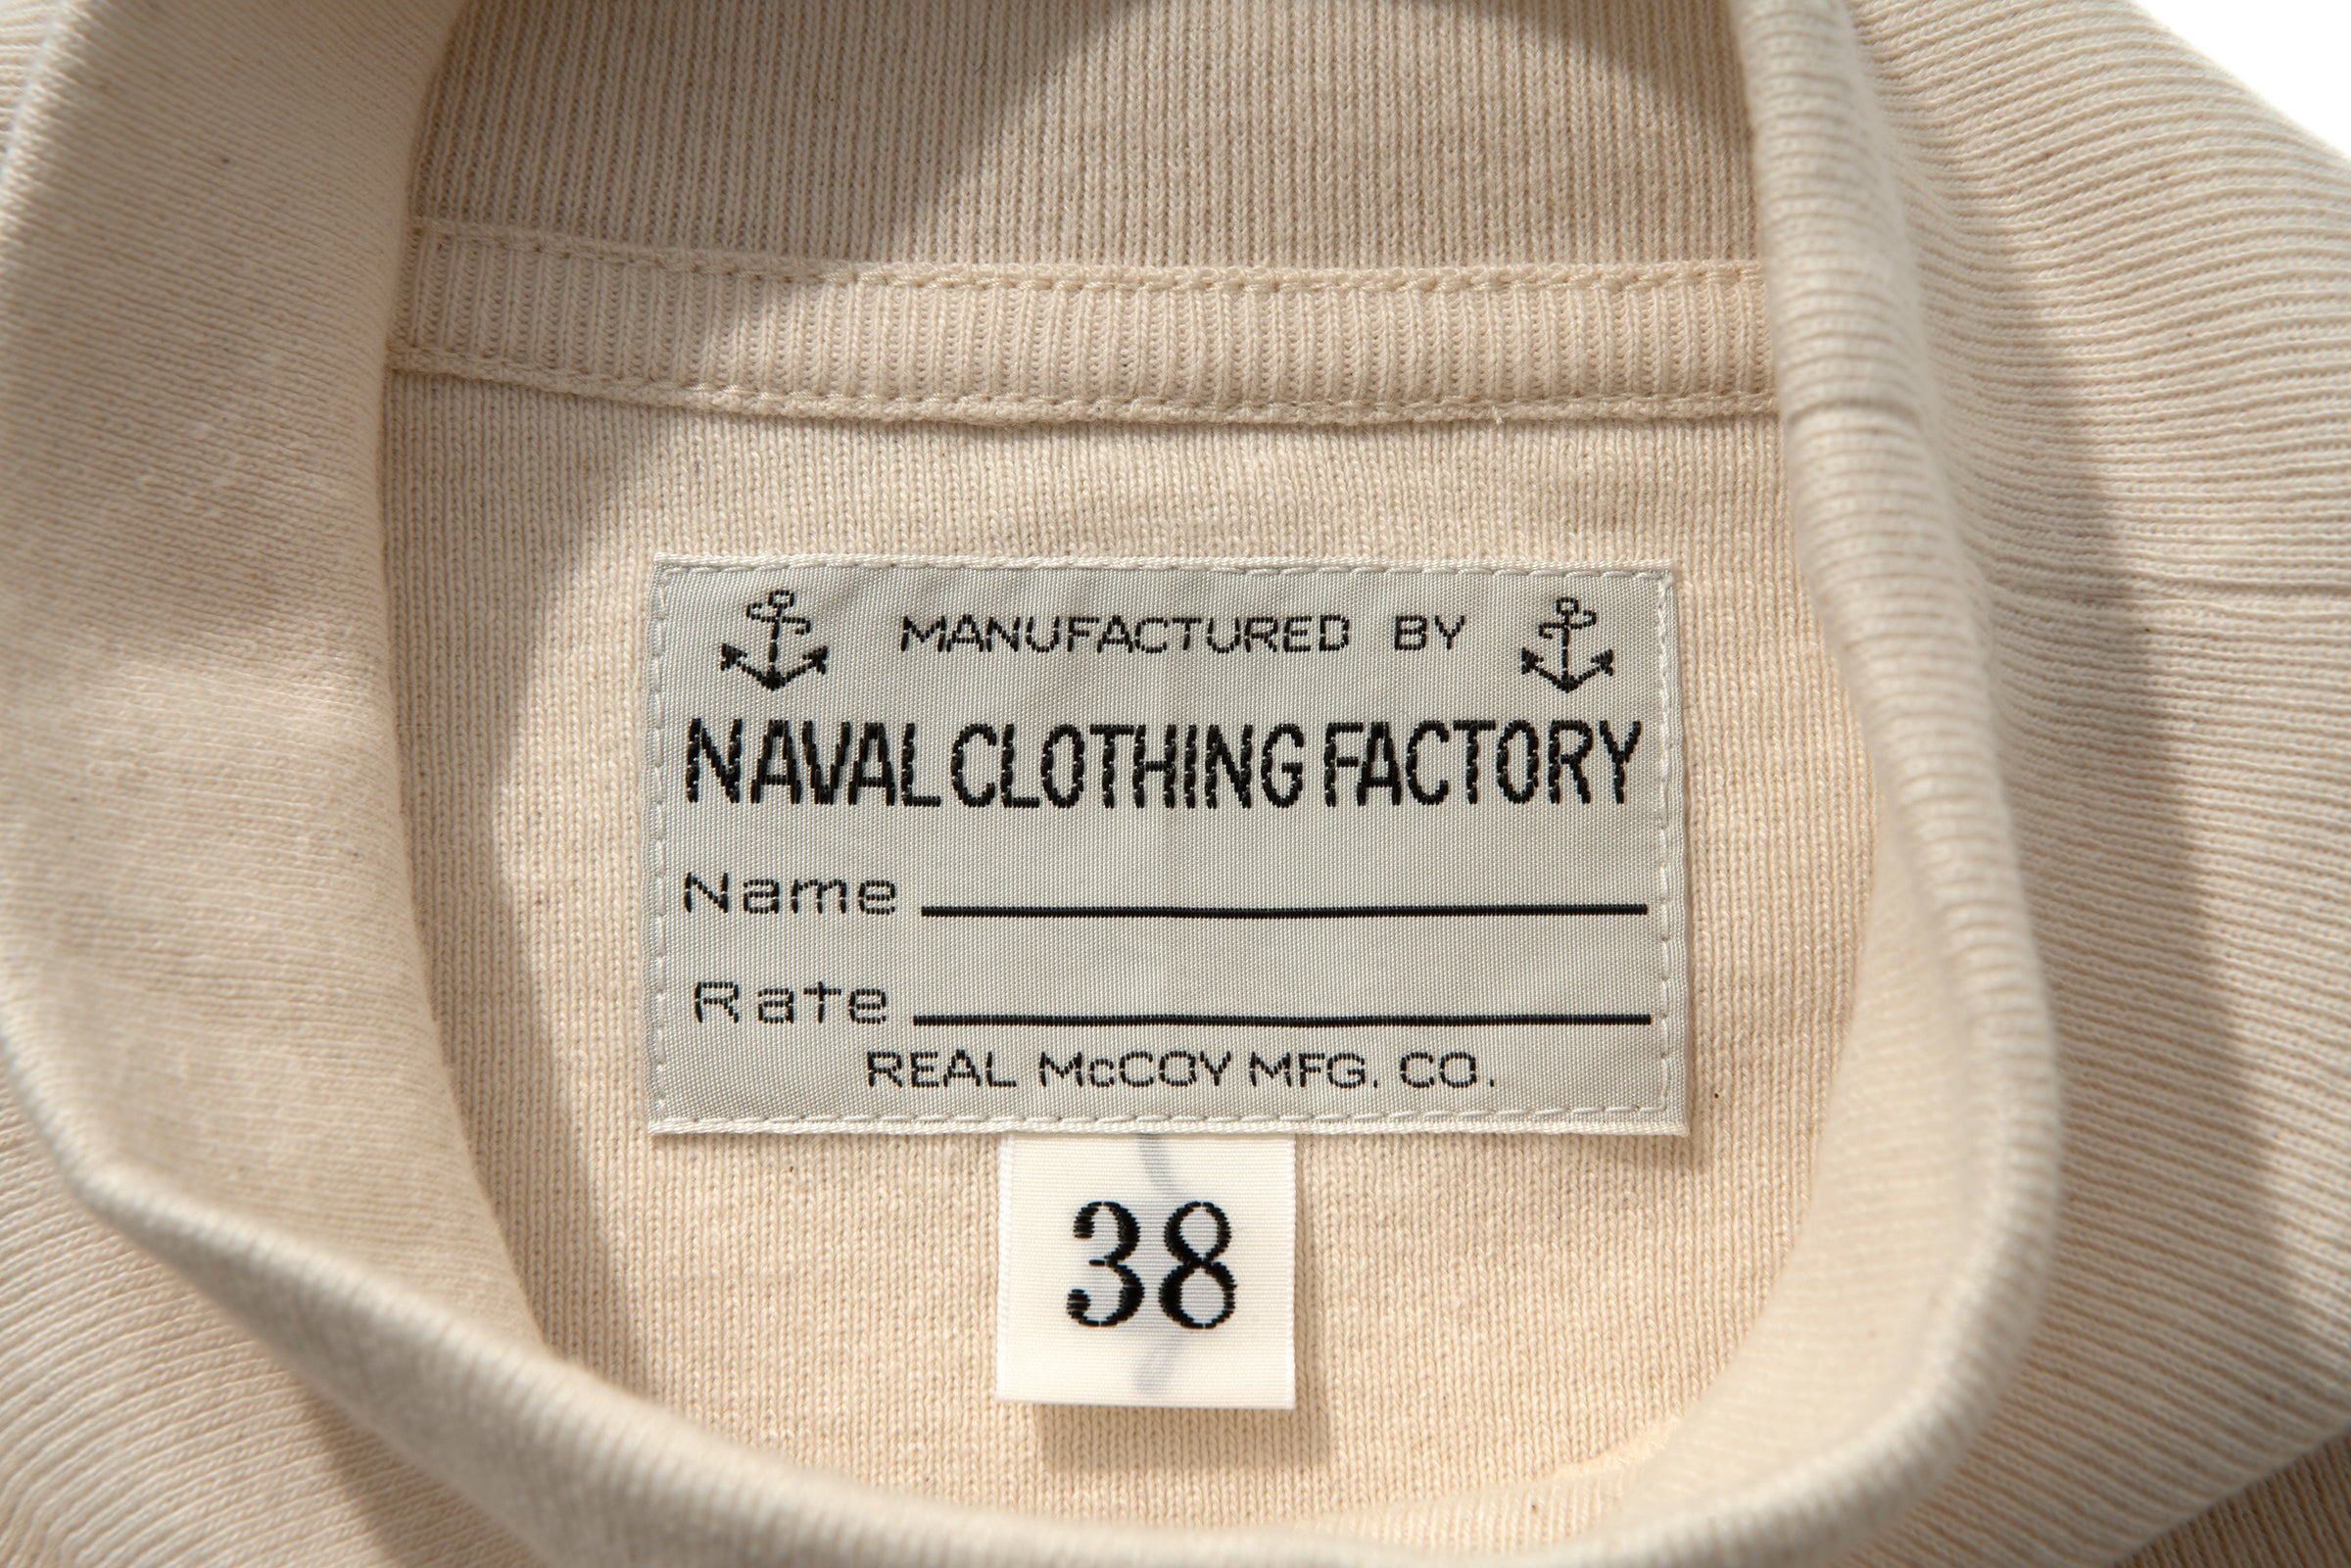 MANUFACTURED BY
NAVAL CLOTHING FACTORY
Name
Rate
REAL McCOY MFG. CO.
38